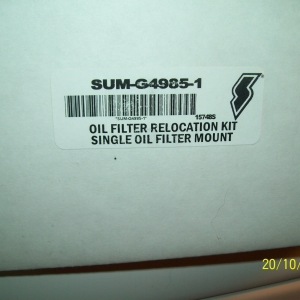 SUM-G4985-1
"SUM-G4985-1"
15748S
OIL FILTER RELOCATION KIT
SINGLE OIL FILTER MOUNT
20/10